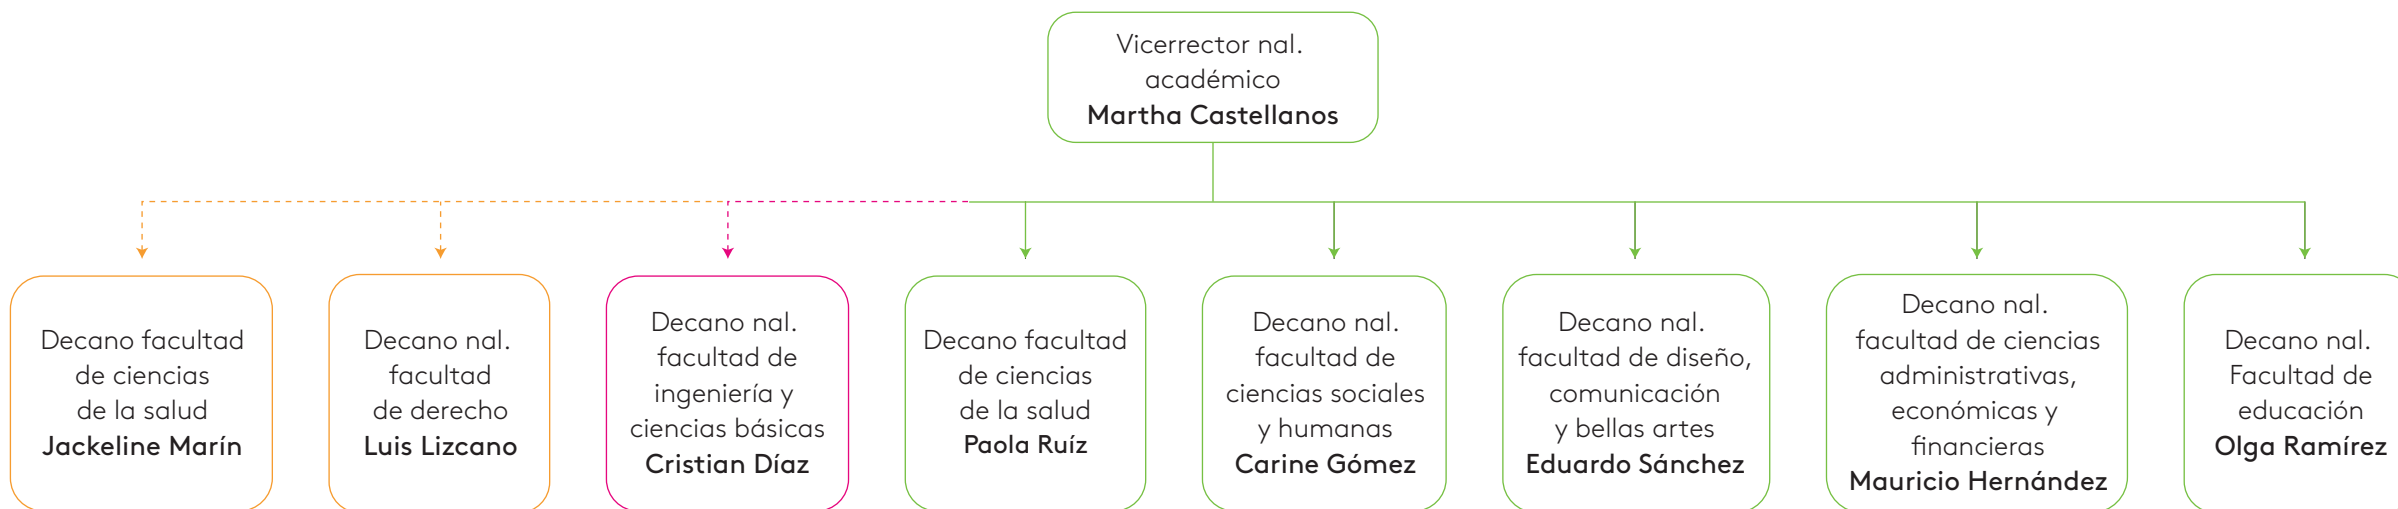 Vicerrector nal.
académico
Martha Castellanos
Decano facultad
de ciencias
de la salud
Jackeline Marín
Decano nal.
facultad
de derecho
Luis Lizcano
Decano nal.
facultad de
ingeniería y
ciencias básicas
Cristian Díaz
Decano facultad
de ciencias
de la salud
Paola Ruíz
Decano nal.
facultad de
ciencias sociales
y humanas
Carine Gómez
Decano nal.
facultad de diseño,
comunicación
y bellas artes
Eduardo Sánchez
Decano nal.
facultad de ciencias
administrativas,
económicas y
financieras
Mauricio Hernández
Decano nal.
Facultad de
educación
Olga Ramírez